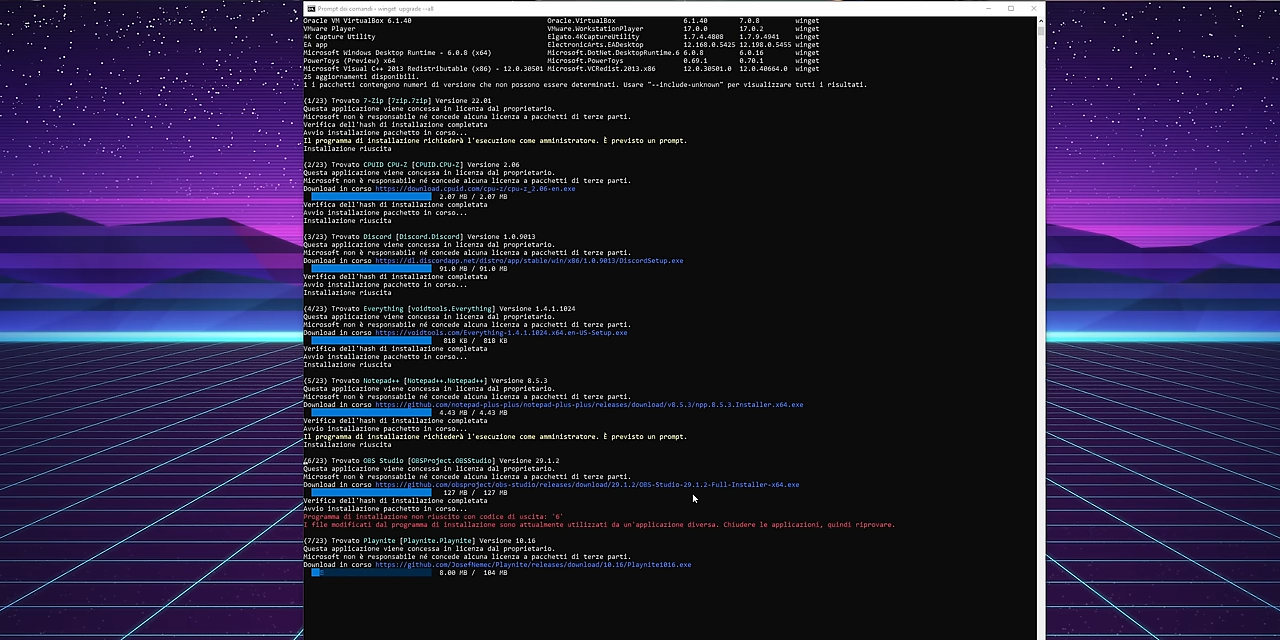 Prompt dei comandi - winget upgrade --all
Oracle VM VirtualBox 6.1.40 Oracle.VirtualBox 6.1.40 7.0.8 winget
VMware Player VMware.WorkstationPlayer 17.0.0 17.0.2 winget
4K Capture Utility Elgato.4KCaptureUtility 1.7.4.4808 1.7.9.4941 winget
EA app ElectronicArts.EADesktop 12.168.0.5425 12.198.0.5455 winget
Microsoft Windows Desktop Runtime - 6.0.8 (x64) Microsoft.DotNet.DesktopRuntime.6 6.0.8 6.0.16 winget
PowerToys (Preview) x64 Microsoft.PowerToys 0.69.1 0.70.1 winget
Microsoft Visual C++ 2013 Redistributable (x86) - 12.0.30501 Microsoft.VCRedist.2013.x86 12.0.30501.0 12.0.40664.0 winget
25 aggiornamenti disponibili.
1 i pacchetti contengono numeri di versione che non possono essere determinati. Usare "--include-unknown" per visualizzare tutti i risultati.
(1/23) Trovato 7-Zip [7zip.7zip] Versione 22.01
Questa applicazione viene concessa in licenza dal proprietario.
Microsoft non è responsabile né concede alcuna licenza a pacchetti di terze parti.
Verifica dell'hash di installazione completata
Avvio installazione pacchetto in corso...
Il programma di installazione richiederà l'esecuzione come amministratore. È previsto un prompt.
Installazione riuscita
(2/23) Trovato CPUID CPU-Z [CPUID.CPU-Z] Versione 2.06
Questa applicazione viene concessa in licenza dal proprietario.
Microsoft non è responsabile né concede alcuna licenza a pacchetti di terze parti.
Download in corso https://download.cpuid.com/cpu-z/cpu-z_2.06-en.exe
2.07 MB / 2.07 MB
Verifica dell'hash di installazione completata
Avvio installazione pacchetto in corso...
Installazione riuscita
(3/23) Trovato Discord [Discord.Discord] Versione 1.0.9013
Questa applicazione viene concessa in licenza dal proprietario.
Microsoft non è responsabile né concede alcuna licenza a pacchetti di terze parti.
Download in corso https://dl.discordapp.net/distro/app/stable/win/x86/1.0.9013/DiscordSetup.exe
91.0 MB / 91.0 MB
Verifica dell'hash di installazione completata
Avvio installazione pacchetto in corso...
Installazione riuscita
(4/23) Trovato Everything [voidtools.Everything] Versione 1.4.1.1024
Questa applicazione viene concessa in licenza dal proprietario.
Microsoft non è responsabile né concede alcuna licenza a pacchetti di terze parti.
Download in corso https://voidtools.com/Everything-1.4.1.1024.x64.en-US-Setup.exe
818 KB / 818 KB
Verifica dell'hash di installazione completata
Avvio installazione pacchetto in corso...
Installazione riuscita
(5/23) Trovato Notepad++ [Notepad++.Notepad++] Versione 8.5.3
Questa applicazione viene concessa in licenza dal proprietario.
Microsoft non è responsabile né concede alcuna licenza a pacchetti di terze parti.
Download in corso https://github.com/notepad-plus-plus/notepad-plus-plus/releases/download/v8.5.3/npp.8.5.3.Installer.x64.exe
4.43 MB / 4.43 MB
Verifica dell'hash di installazione completata
Avvio installazione pacchetto in corso...
Il programma di installazione richiederà l'esecuzione come amministratore. È previsto un prompt.
Installazione riuscita
(6/23) Trovato OBS Studio [OBSProject.OBSStudio] Versione 29.1.2
Questa applicazione viene concessa in licenza dal proprietario.
Microsoft non è responsabile né concede alcuna licenza a pacchetti di terze parti.
Download in corso https://github.com/obsproject/obs-studio/releases/download/29.1.2/OBS-Studio-29.1.2-Full-Installer-x64.exe
127 MB / 127 MB
Verifica dell'hash di installazione completata
Avvio installazione pacchetto in corso...
Programma di installazione non riuscito con codice di uscita: '6'
I file modificati dal programma di installazione sono attualmente utilizzati da un'applicazione diversa. Chiudere le applicazioni, quindi riprovare.
(7/23) Trovato Playnite [Playnite.Playnite] Versione 10.16
Questa applicazione viene concessa in licenza dal proprietario.
Microsoft non è responsabile né concede alcuna licenza a pacchetti di terze parti.
Download in corso https://github.com/JosefNemec/Playnite/releases/download/10.16/Playnite1016.exe
8.00 MB / 104 MB